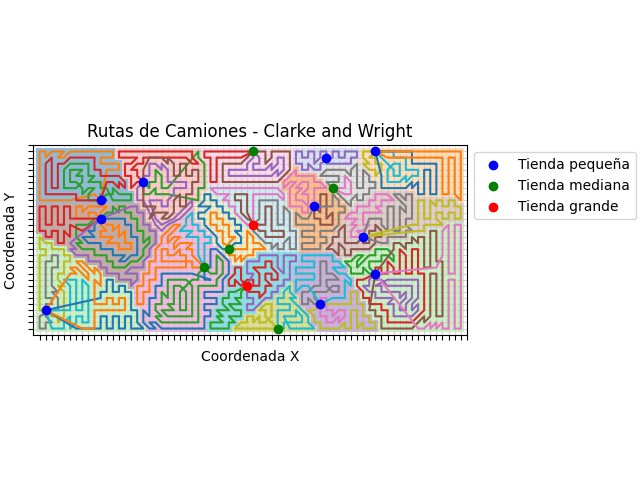 Rutas de Camiones - Clarke and Wright
Coordenada Y
Coordenada X
Tienda pequeña
Tienda mediana
Tienda grande